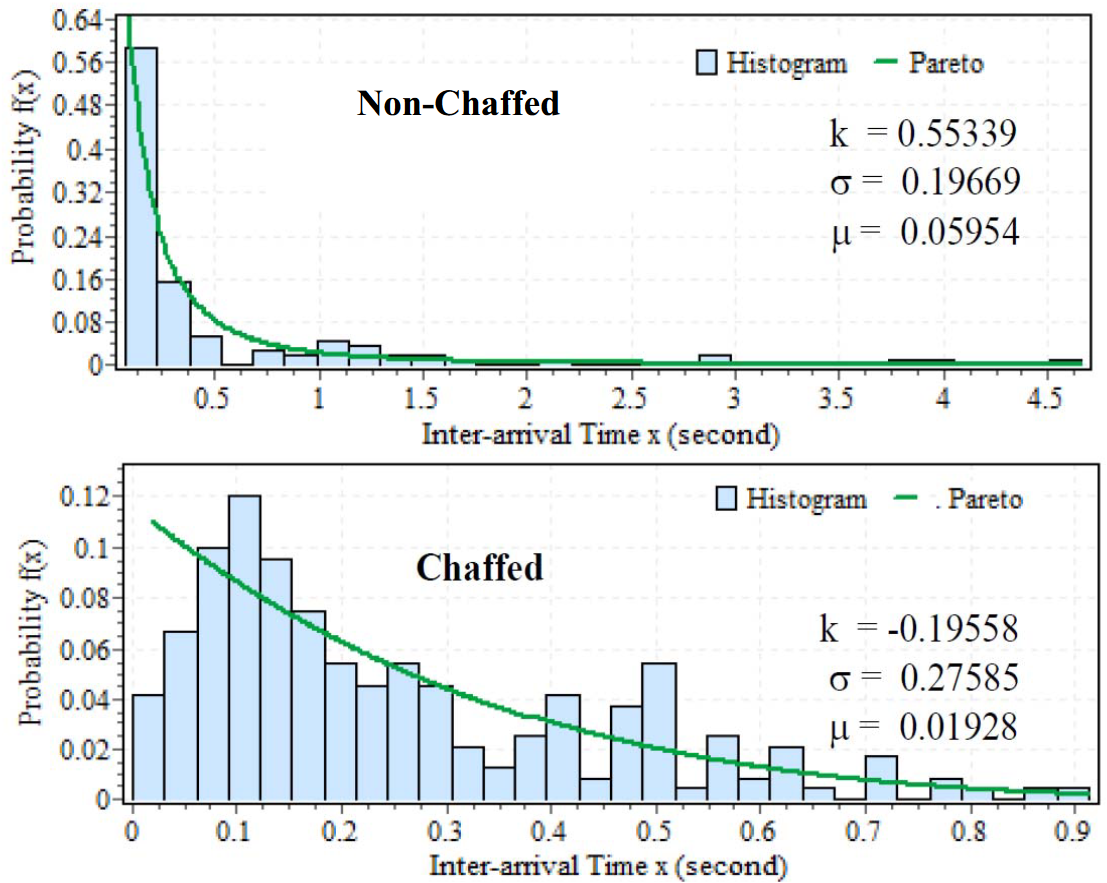 0.64
0.56
0.48
0.4
0.32
0.24
0.16
0.08
0
Probability f(x)
Histogram Pareto
Non-Chaffed
k = 0.55339
σ = 0.19669
μ = 0.05954
0.5 1 1.5 2 2.5 3 3.5 4 4.5
Inter-arrival Time x (second)
0.12
0.1
0.08
0.06
0.04
0.02
0
Probability f(x)
Histogram . Pareto
Chaffed
k = -0.19558
σ = 0.27585
μ = 0.01928
0 0.1 0.2 0.3 0.4 0.5 0.6 0.7 0.8 0.9
Inter-arrival Time x (second)